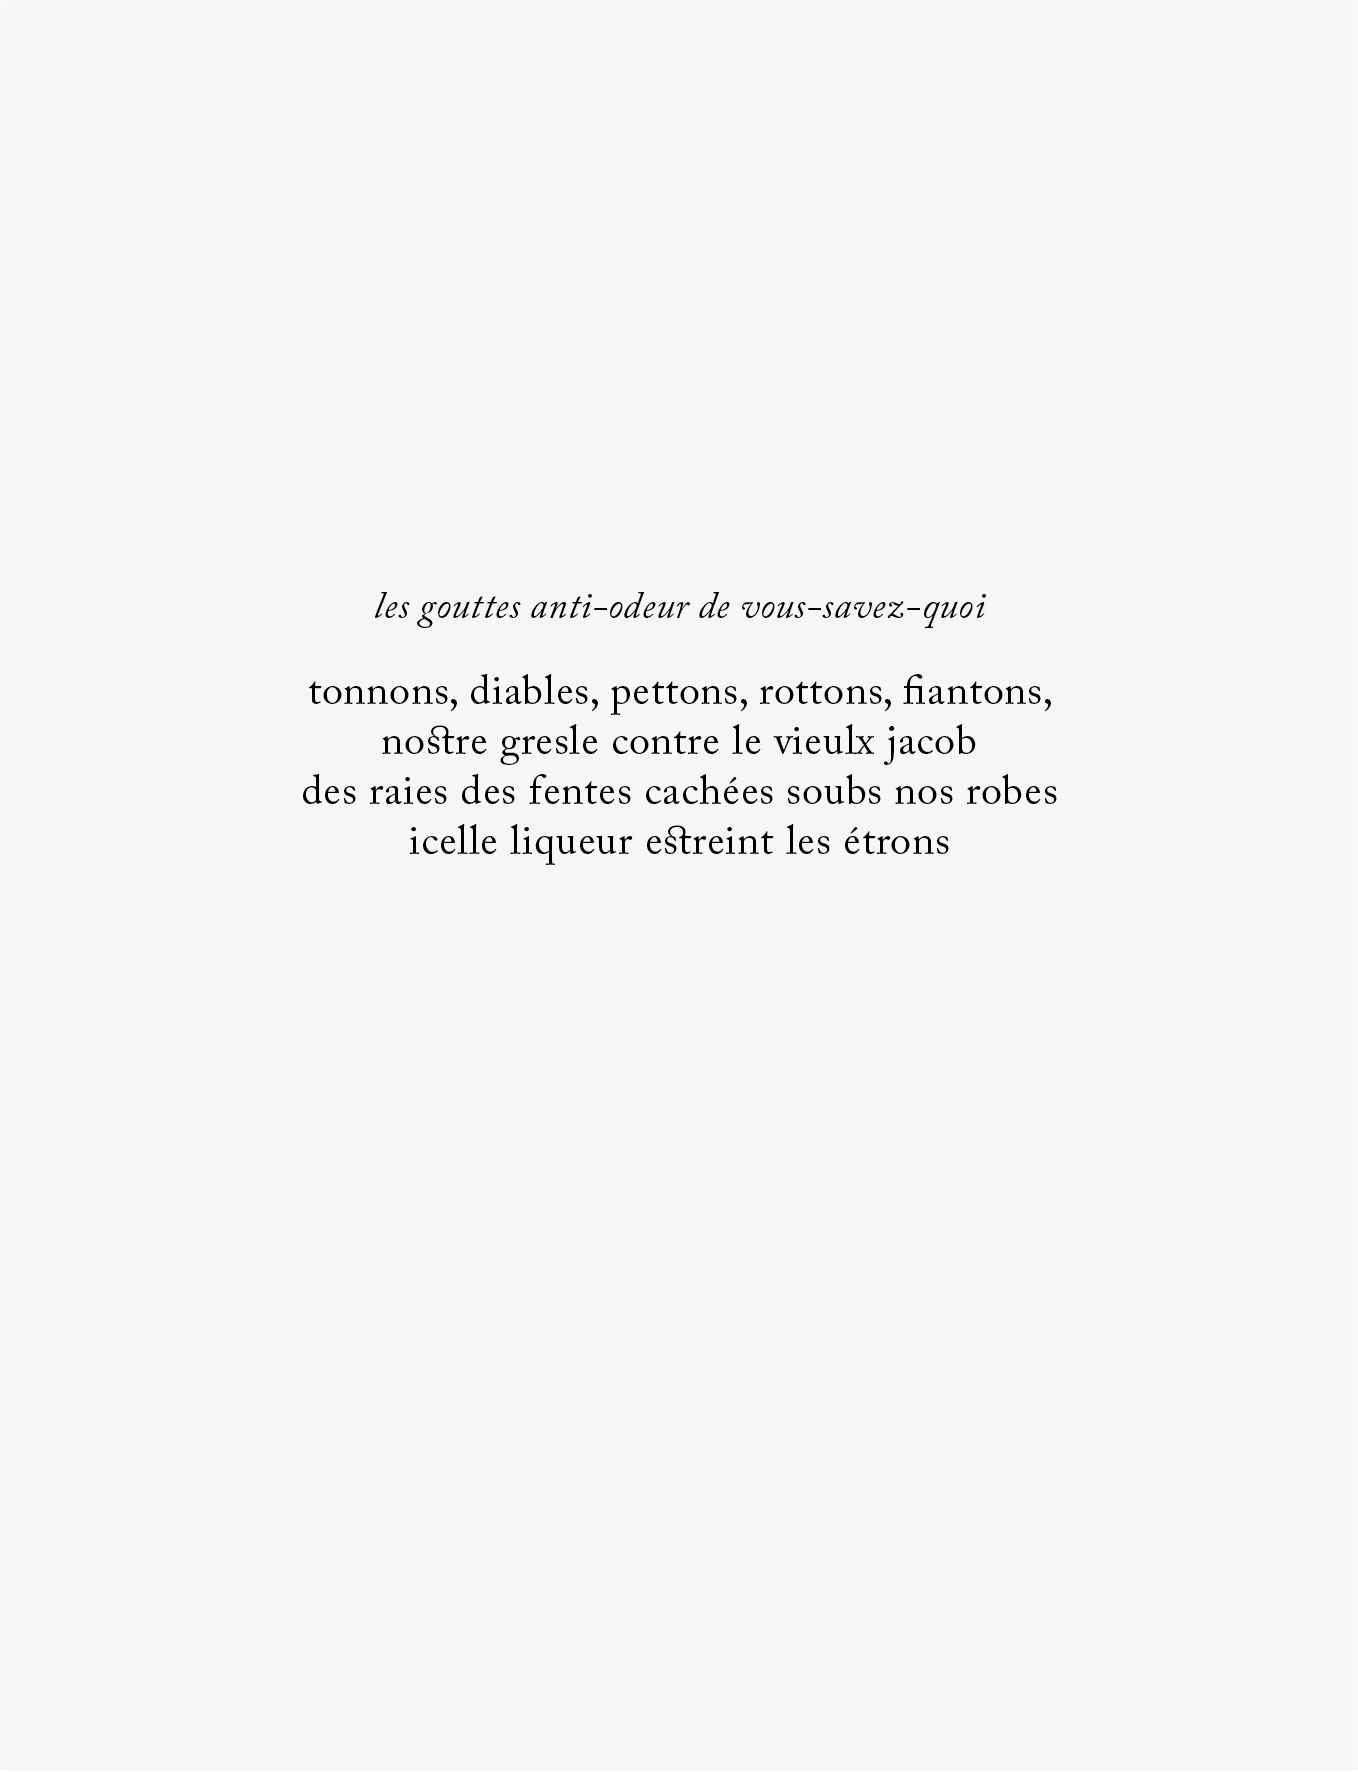 les gouttes anti-odeur de vous-savez-quoi
tonnons, diables, pettons, rottons, fiantons,
nostre gresle contre le vieulx jacob
des raies des fentes cachées soubs nos robes
icelle liqueur estreint les étrons